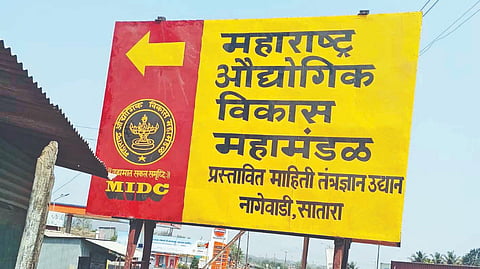 महाराष्ट्र
औद्योगिक
विकास
महामंडळ
प्रस्तावित माहिती तंत्रज्ञान उद्यान
नागेवाडी, सातारा
MIDC